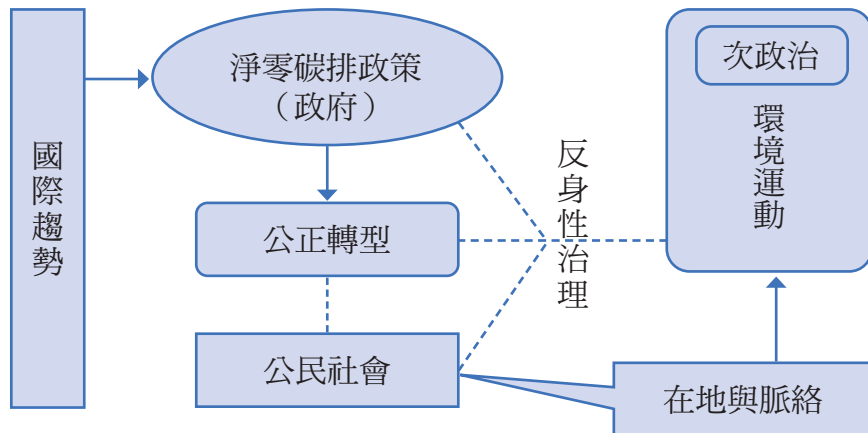 國際趨勢
淨零碳排政策
（政府）
公正轉型
公民社會
反身性治理
次政治
環境運動
在地與脈絡